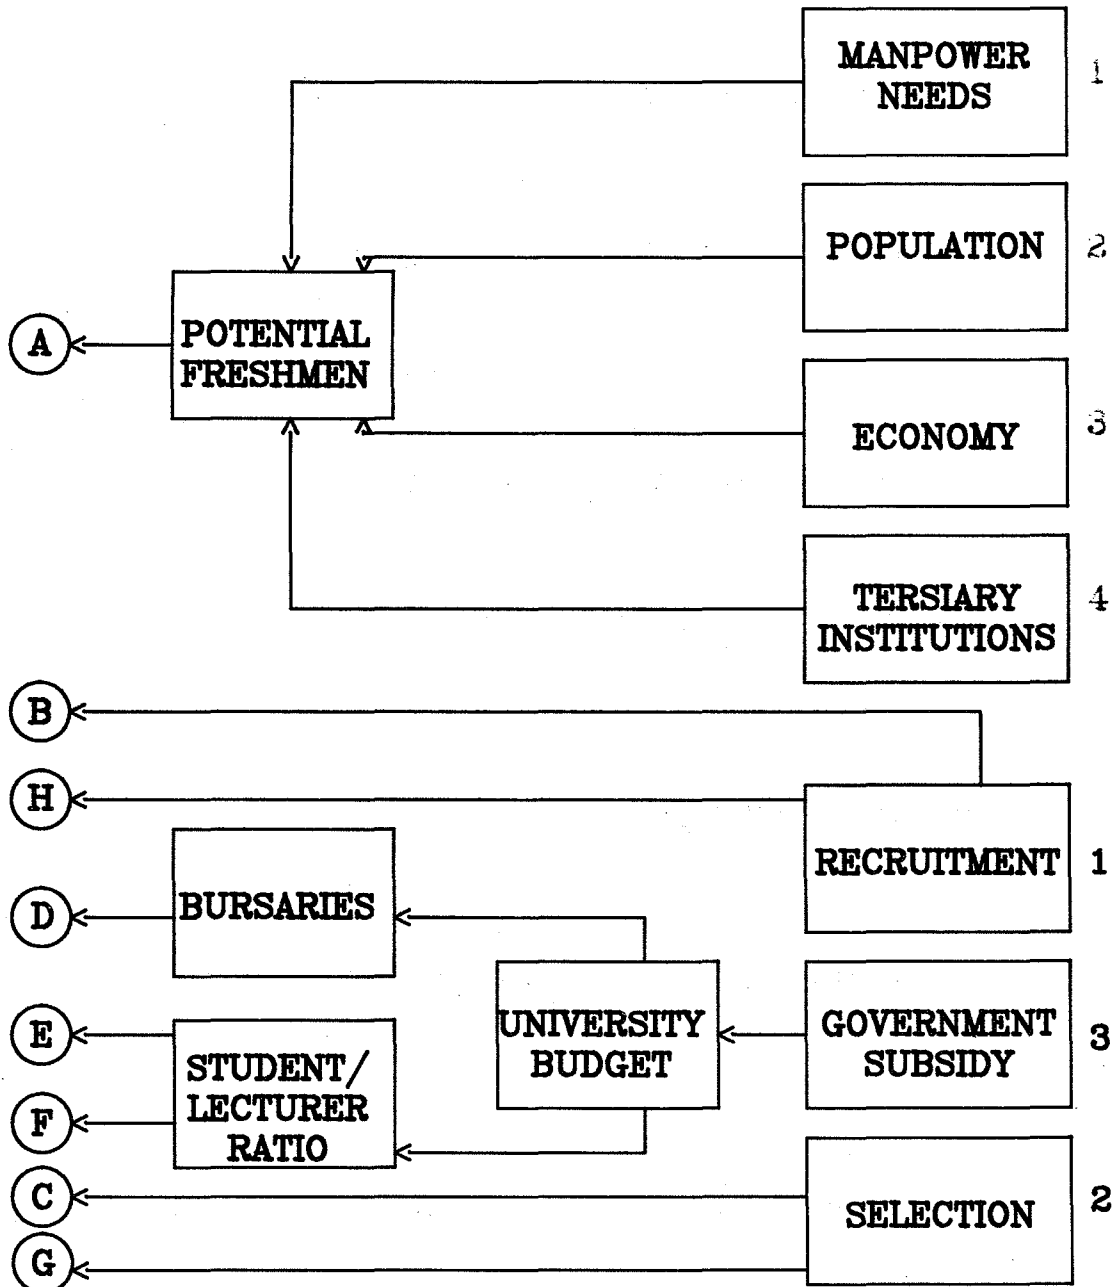 MANPOWER
NEEDS
1
POPULATION
2
A
POTENTIAL
FRESHMEN
ECONOMY
3
TERSIARY
INSTITUTIONS
4
B
H
RECRUITMENT
1
D
BURSARIES
E
STUDENT/
LECTURER
RATIO
F
UNIVERSITY
BUDGET
GOVERNMENT
SUBSIDY
3
C
SELECTION
2
G